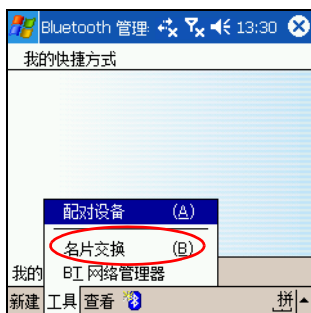 Bluetooth 管理: 13:30
我的快捷方式
配对设备 (A)
名片交换 (B)
我的
BT 网络管理器
新建 工具 查看 拼